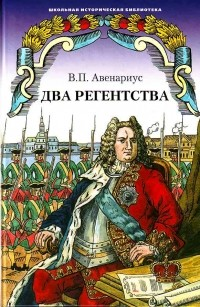 ШКОЛЬНАЯ ИСТОРИЧЕСКАЯ БИБЛИОТЕКА
В.П. Авенариус
ДВА РЕГЕНТСТВА